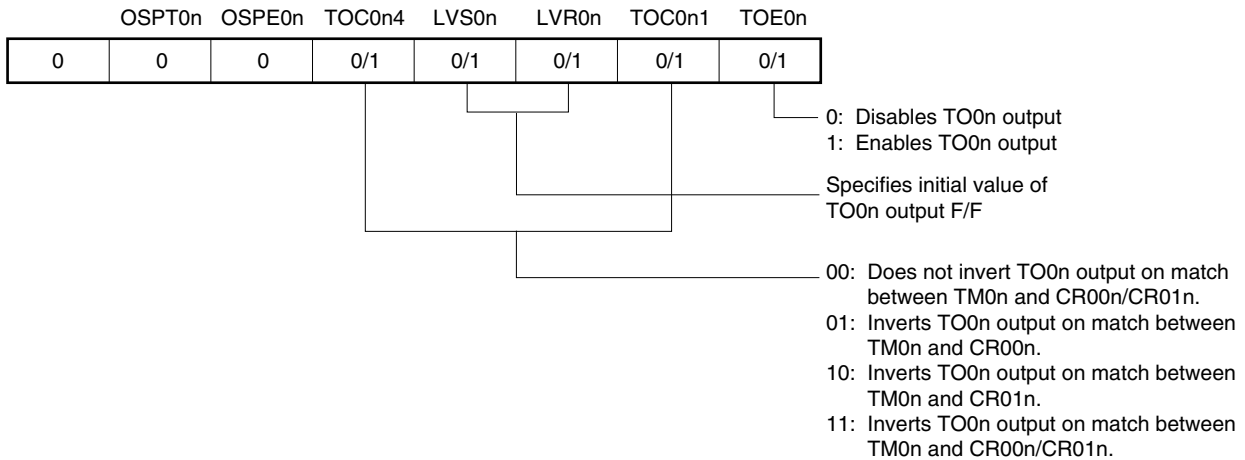 OSPT0n OSPE0n TOC0n4 LVS0n LVR0n TOC0n1 TOE0n
0 0 0 0/1 0/1 0/1 0/1 0/1
0: Disables TO0n output
1: Enables TO0n output
Specifies initial value of
TO0n output F/F
00: Does not invert TO0n output on match
between TM0n and CR00n/CR01n.
01: Inverts TO0n output on match between
TM0n and CR00n.
10: Inverts TO0n output on match between
TM0n and CR01n.
11: Inverts TO0n output on match between
TM0n and CR00n/CR01n.